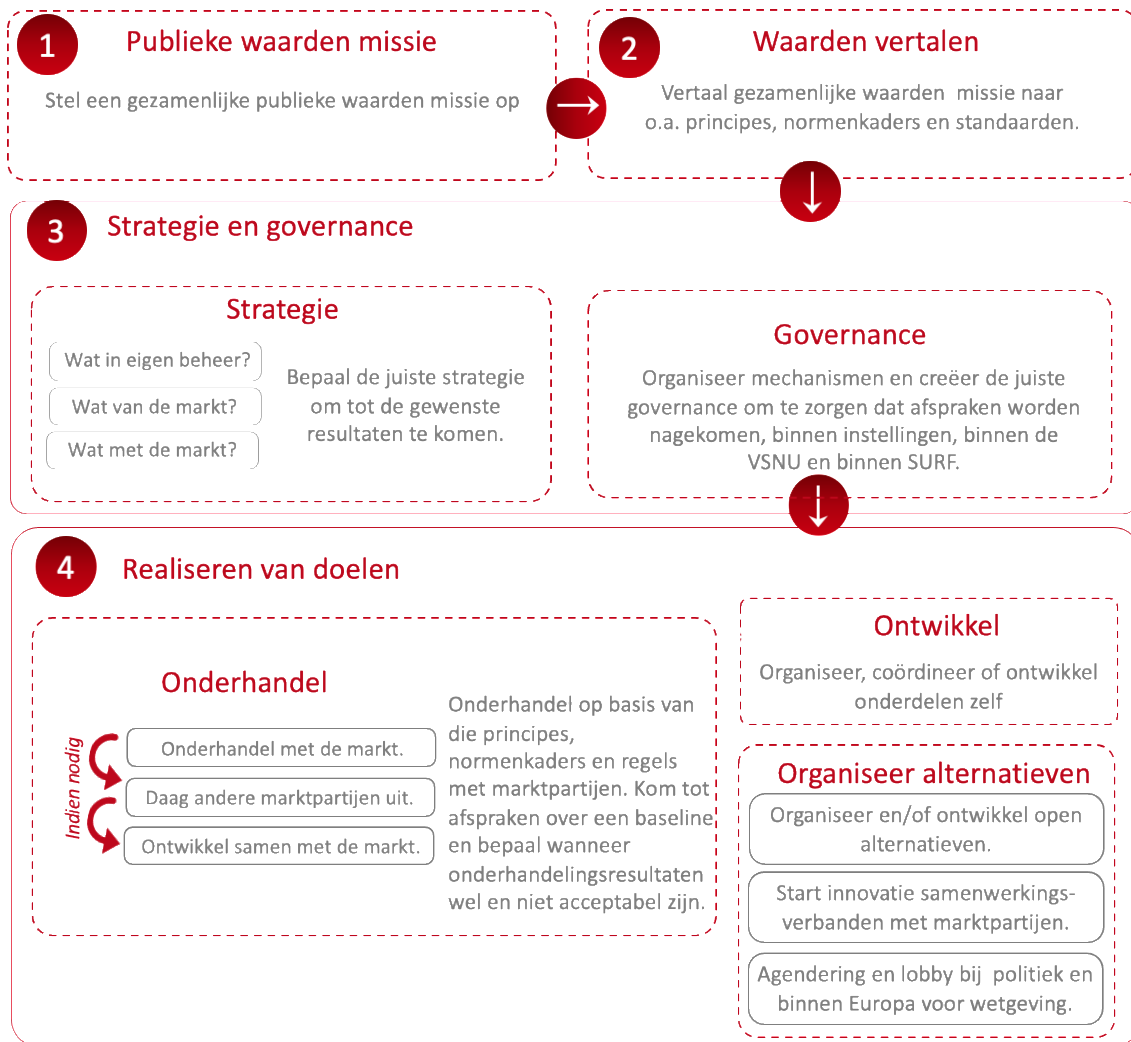 1
Publieke waarden missie
Stel een gezamenlijke publieke waarden missie op
2
Waarden vertalen
Vertaal gezamenlijke waarden missie naar
o.a. principes, normenkaders en standaarden.
3
Strategie en governance
Strategie
Wat in eigen beheer?
Wat van de markt?
Wat met de markt?
Bepaal de juiste strategie
om tot de gewenste
resultaten te komen.
Governance
Organiseer mechanismen en creëer de juiste
governance om te zorgen dat afspraken worden
nagekomen, binnen instellingen, binnen de
VSNU en binnen SURF.
4
Realiseren van doelen
Onderhandel
Indien nodig
Onderhandel met de markt.
Daag andere marktpartijen uit.
Ontwikkel samen met de markt.
Onderhandel op basis van
die principes,
normenkaders en regels
met marktpartijen. Kom tot
afspraken over een baseline
en bepaal wanneer
onderhandelingsresultaten
wel en niet acceptabel zijn.
Ontwikkel
Organiseer, coördineer of ontwikkel
onderdelen zelf
Organiseer alternatieven
Organiseer en/of ontwikkel open
alternatieven.
Start innovatie samenwerkings-
verbanden met marktpartijen.
Agendering en lobby bij politiek en
binnen Europa voor wetgeving.